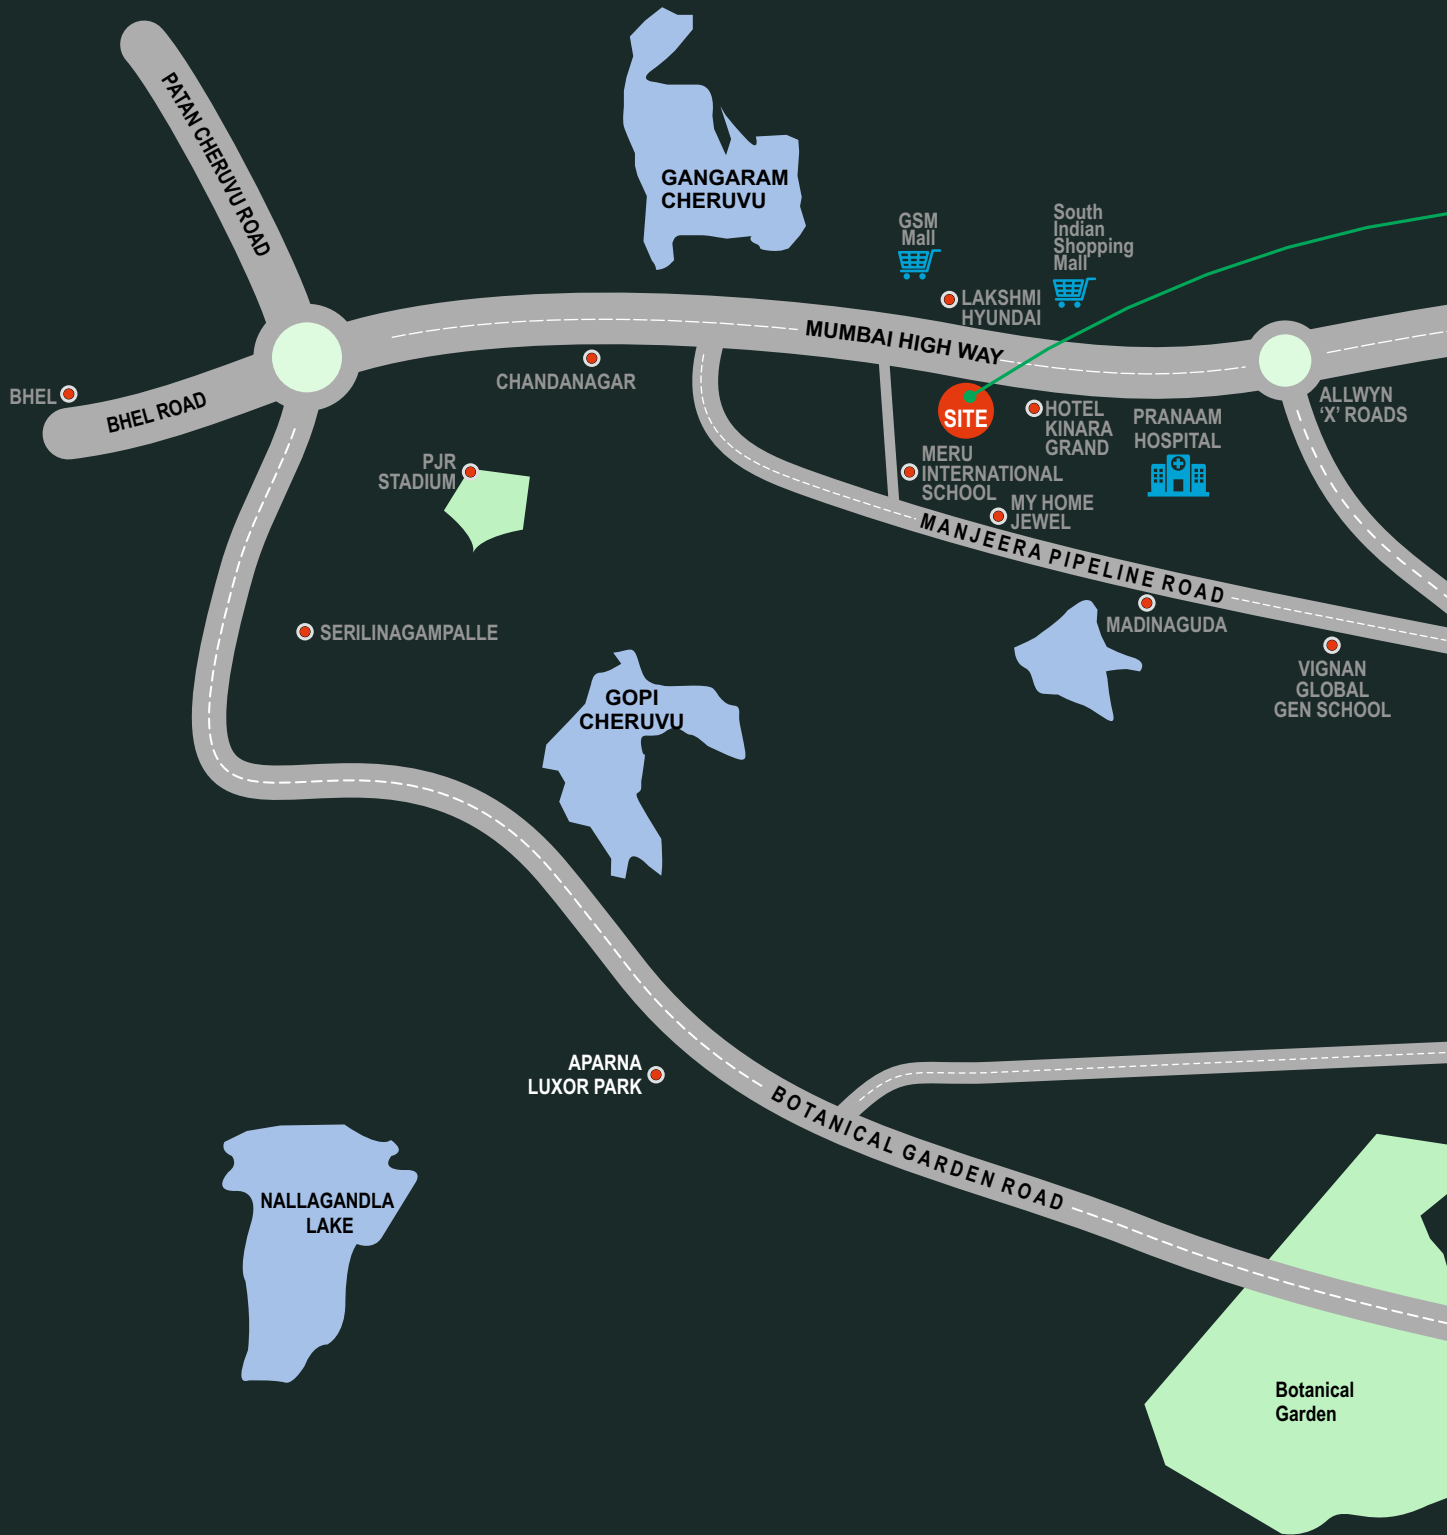 PATAN CHERUVU ROAD
GANGARAM
CHERUVU
GSM
Mall
South
Indian
Shopping
Mall
LAKSHMI
HYUNDAI
MUMBAI HIGH WAY
BHEL
BHEL ROAD
CHANDANAGAR
SITE
HOTEL
KINARA
GRAND
PRANAAM
HOSPITAL
ALLWYN
‘X’ ROADS
PJR
STADIUM
MERU
INTERNATIONAL
SCHOOL
MY HOME
JEWEL
MANJEERA PIPELINE ROAD
MADINAGUDA
SERILINAGAMPALLE
VIGNAN
GLOBAL
GEN SCHOOL
GOPI
CHERUVU
APARNA
LUXOR PARK
BOTANICAL GARDEN ROAD
NALLAGANDLA
LAKE
Botanical
Garden